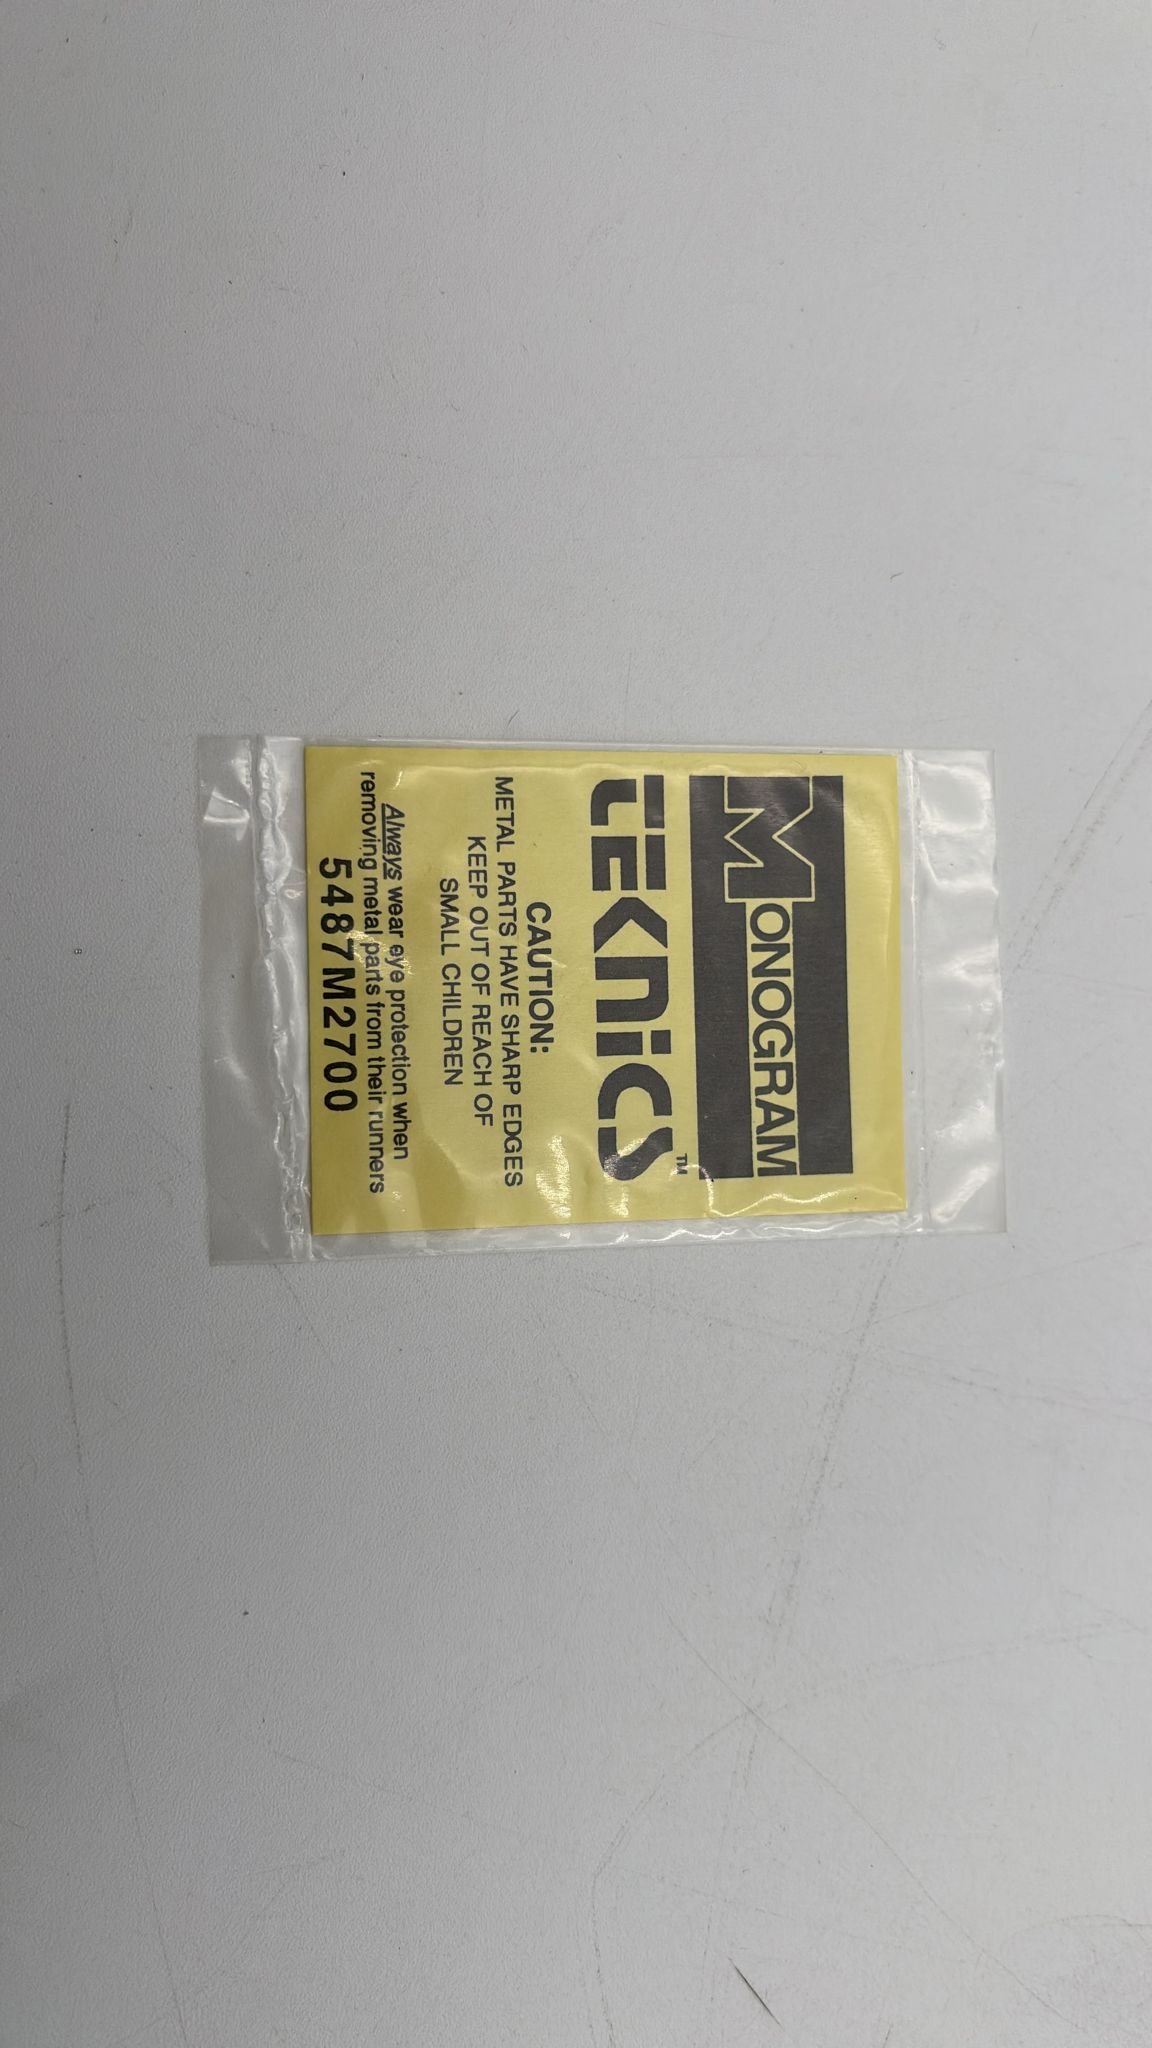 MONOGRAM
TEKNICS™
CAUTION:
METAL PARTS HAVE SHARP EDGES
KEEP OUT OF REACH OF
SMALL CHILDREN
Always wear eye protection when
removing metal parts from their runners
5487M2700